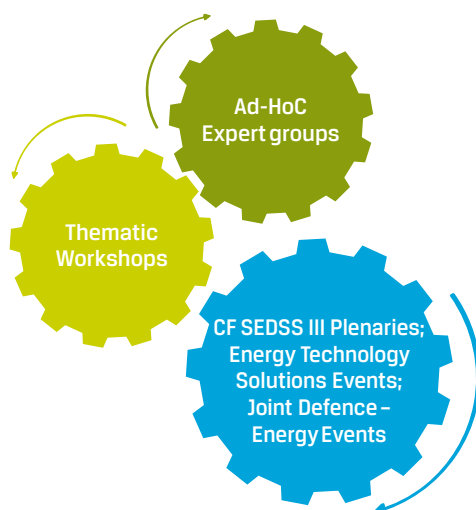 Ad-HoC
Expert groups
Thematic
Workshops
CF SEDSS III Plenaries;
Energy Technology
Solutions Events;
Joint Defence –
Energy Events